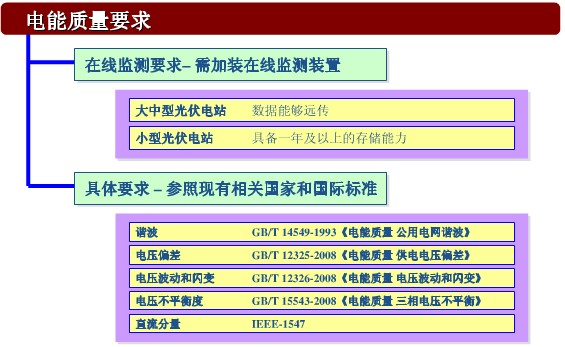 电能质量要求
在线监测要求– 需加装在线监测装置
大中型光伏电站 数据能够远传
小型光伏电站 具备一年及以上的存储能力
具体要求 – 参照现有相关国家和国际标准
谐波 GB/T 14549-1993《电能质量 公用电网谐波》
电压偏差 GB/T 12325-2008《电能质量 供电电压偏差》
电压波动和闪变 GB/T 12326-2008《电能质量 电压波动和闪变》
电压不平衡度 GB/T 15543-2008《电能质量 三相电压不平衡》
直流分量 IEEE-1547